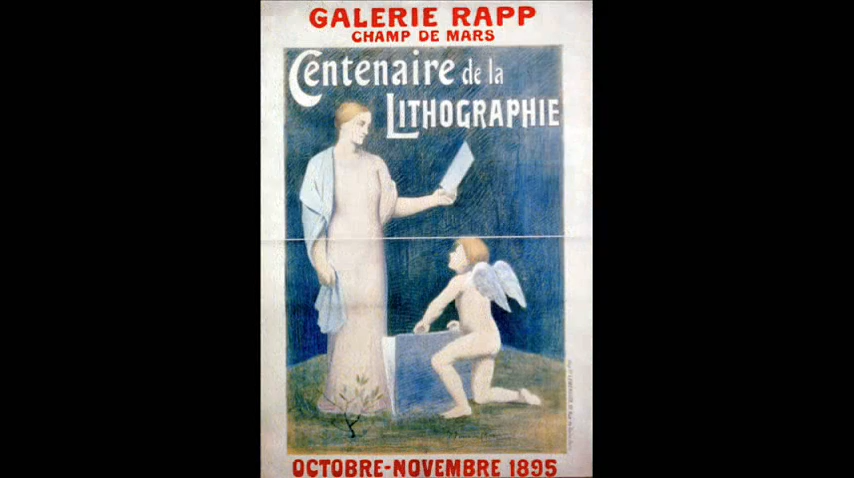 GALERIE RAPP
CHAMP DE MARS
Centenaire de la
LITHOGRAPHIE
OCTOBRE-NOVEMBRE 1895